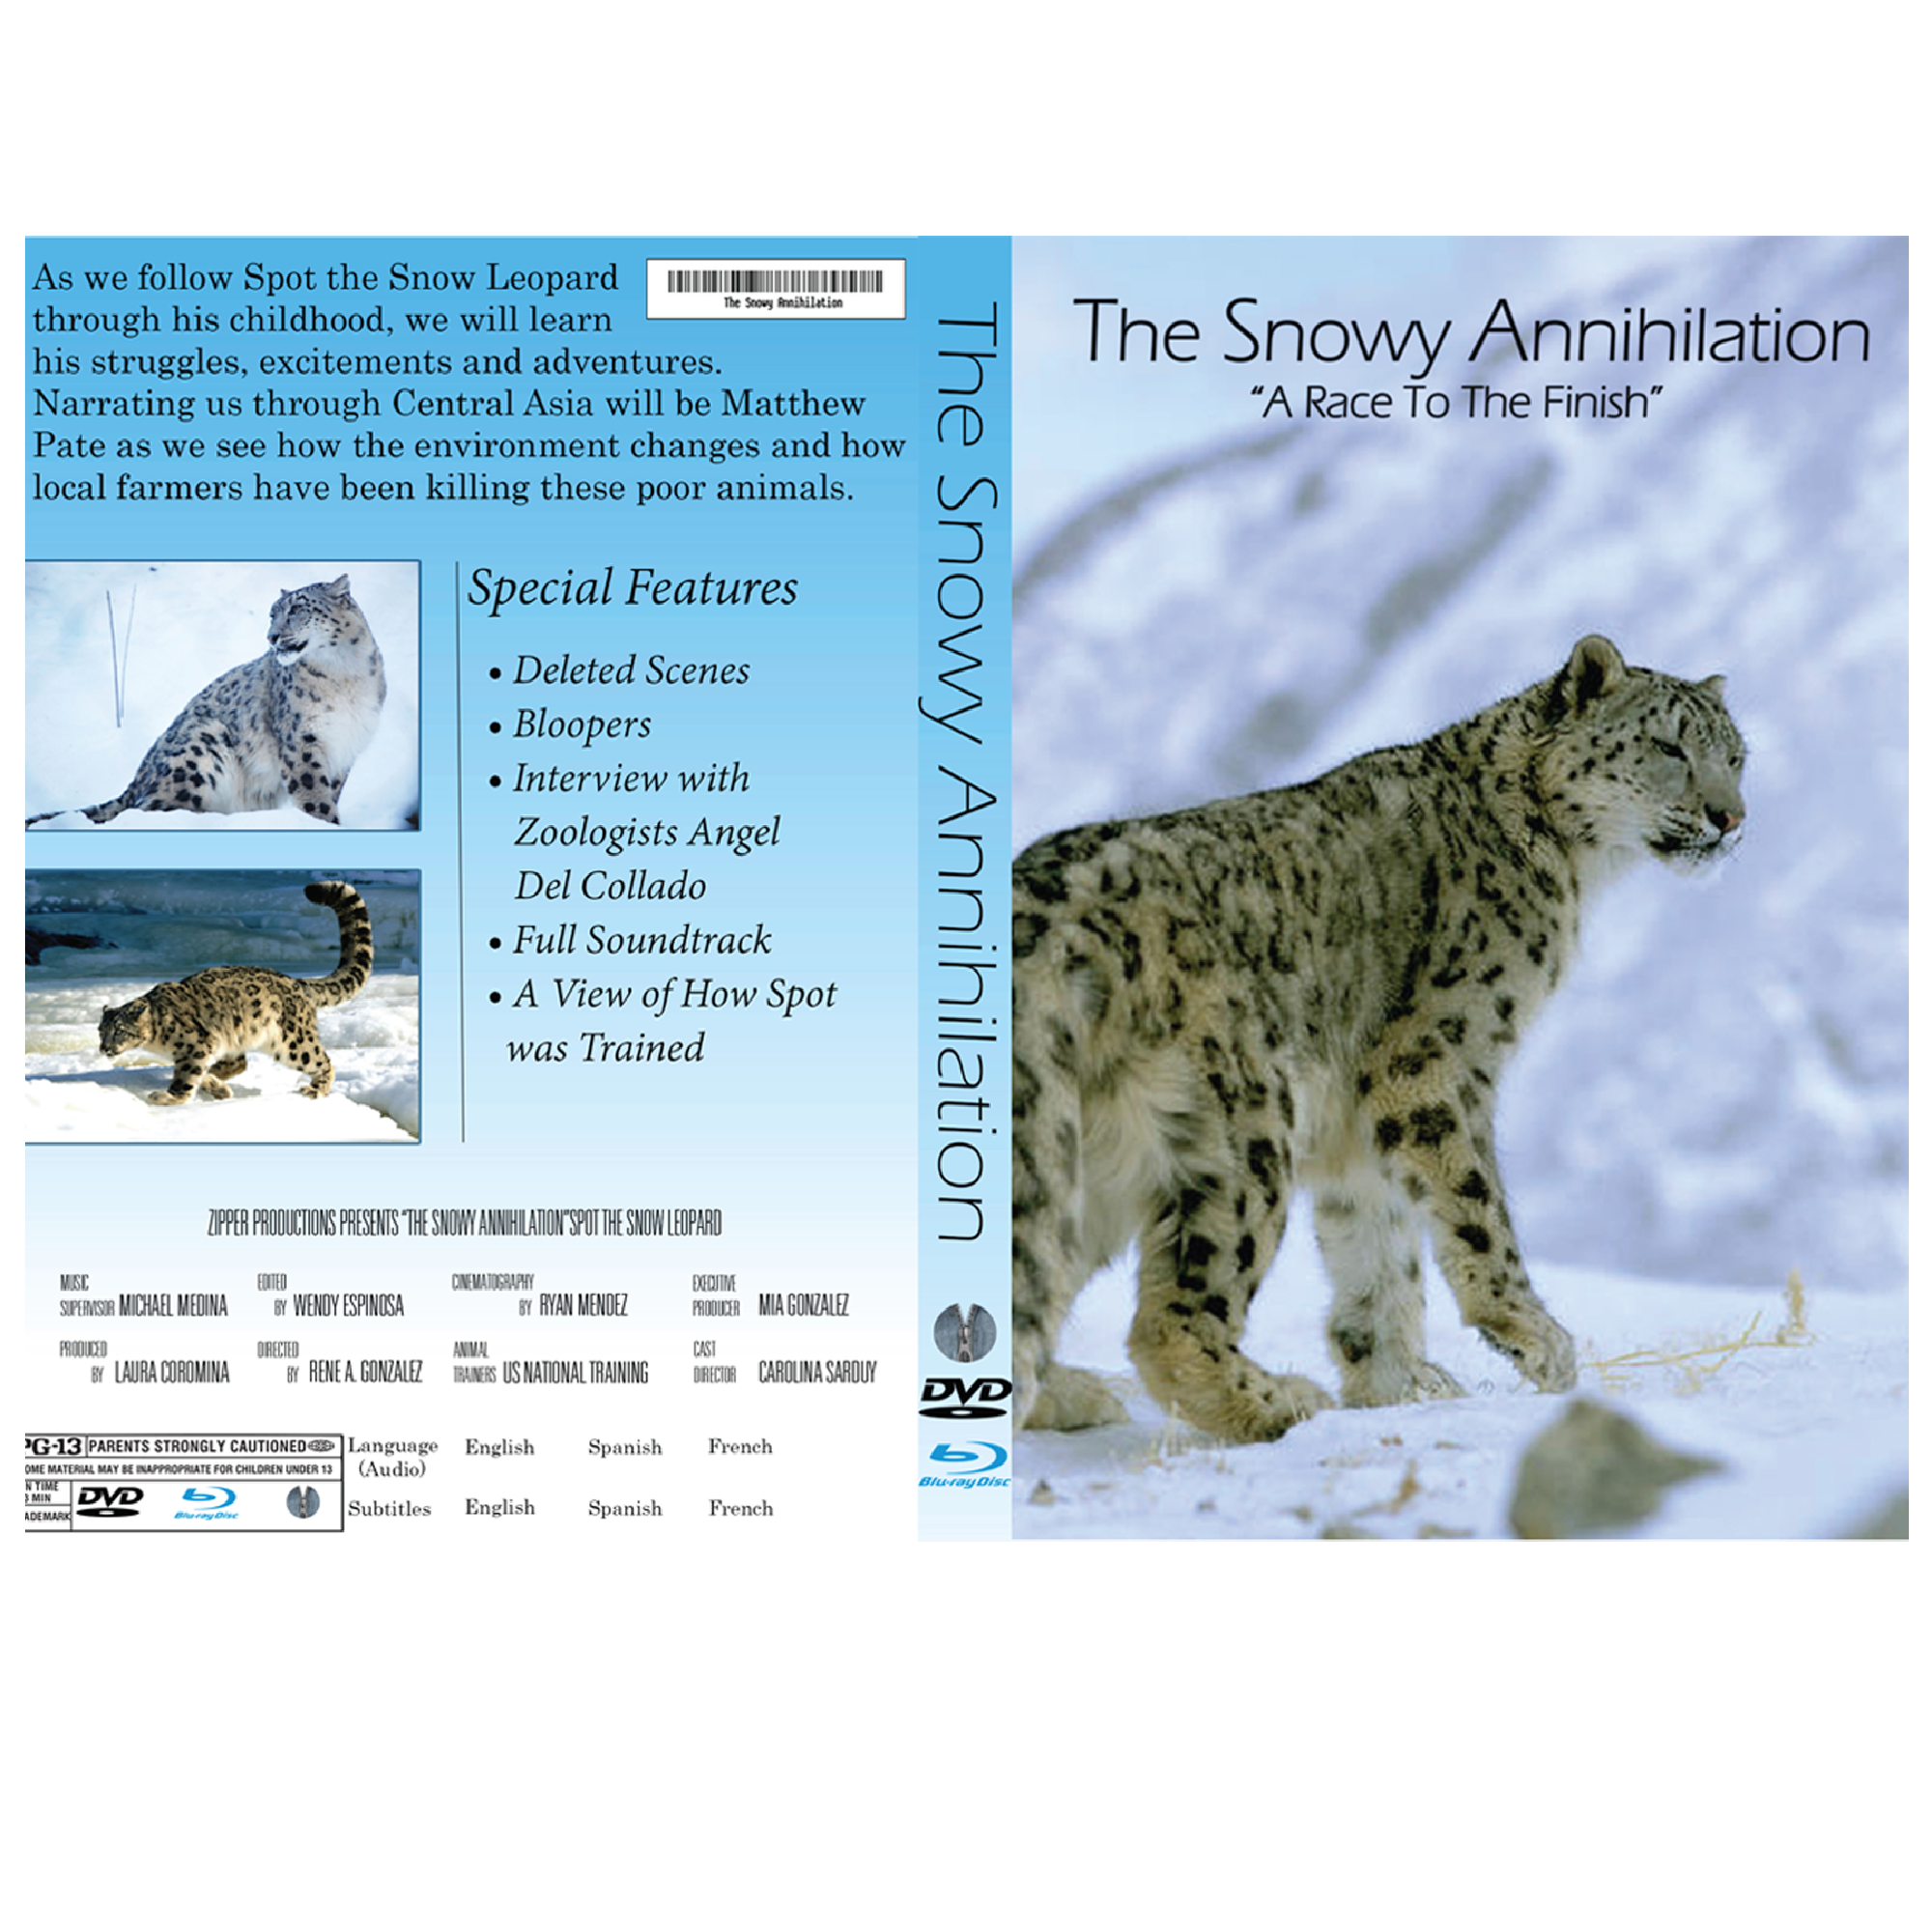 As we follow Spot the Snow Leopard
through his childhood, we will learn
his struggles, excitements and adventures.
Narrating us through Central Asia will be Matthew
Pate as we see how the environment changes and how
local farmers have been killing these poor animals.
The Snowy Annihilation
Special Features
• Deleted Scenes
• Bloopers
• Interview with
Zoologists Angel
Del Collado
• Full Soundtrack
• A View of How Spot
was Trained
ZIPPER PRODUCTIONS PRESENTS "THE SNOWY ANNIHILATION"SPOT THE SNOW LEOPARD
MUSIC SUPERVISOR MICHAEL MEDINA
EDITED BY WENDY ESPINOSA
CINEMATOGRAPHY BY RYAN MENDEZ
EXECUTIVE PRODUCER MIA GONZALEZ
PRODUCED BY LAURA COROMINA
DIRECTED BY RENE A. GONZALEZ
ANIMAL TRAINERS US NATIONAL TRAINING
CAST DIRECTOR CAROLINA SARDUY
PG-13 PARENTS STRONGLY CAUTIONED
OME MATERIAL MAY BE INAPPROPRIATE FOR CHILDREN UNDER 13
N TIME
MIN
ADEMARK
DVD
Blu-ray Disc
Language English Spanish French
(Audio)
Subtitles English Spanish French
The Snowy Annihilation
DVD
Blu-ray Disc
The Snowy Annihilation
"A Race To The Finish"